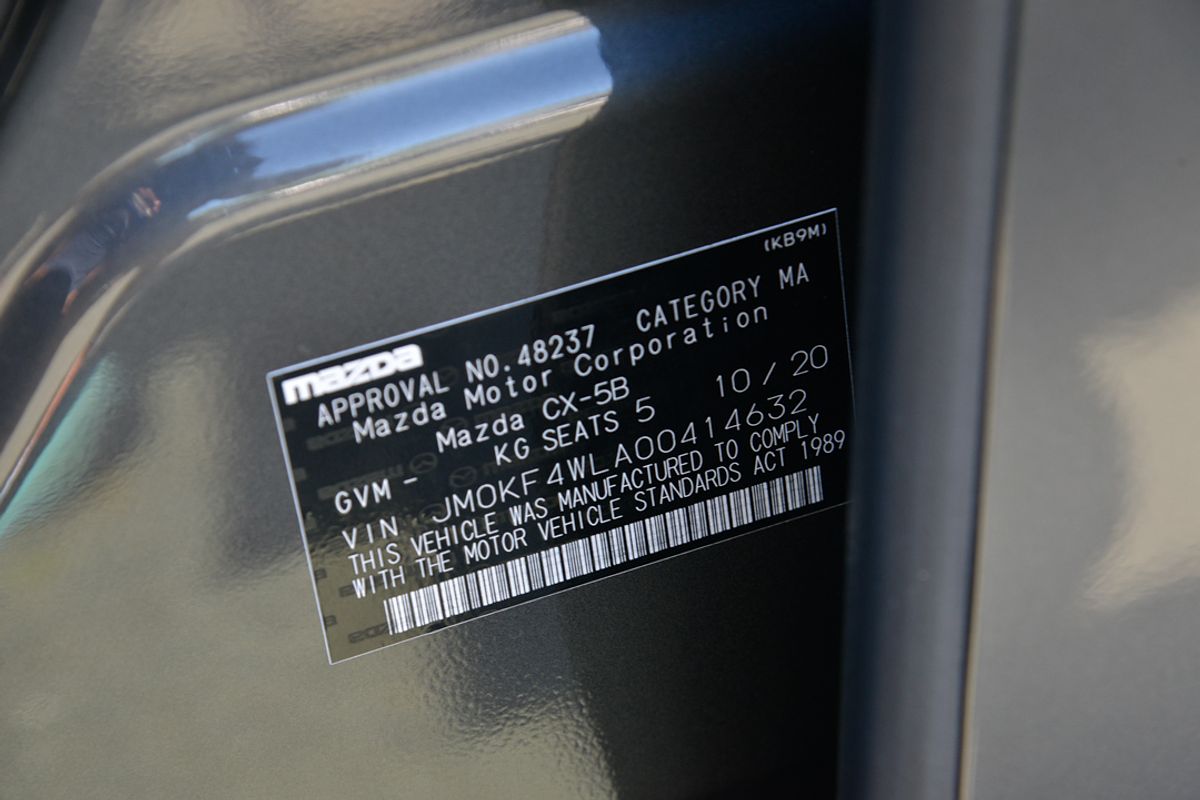 (KB9M)
mazda
APPROVAL NO.48237 CATEGORY MA
Mazda Motor Corporation
Mazda CX-5B
GVM - KG SEATS 5 10/20
VIN JM0KF4WLA00414632
THIS VEHICLE WAS MANUFACTURED TO COMPLY
WITH THE MOTOR VEHICLE STANDARDS ACT 1989